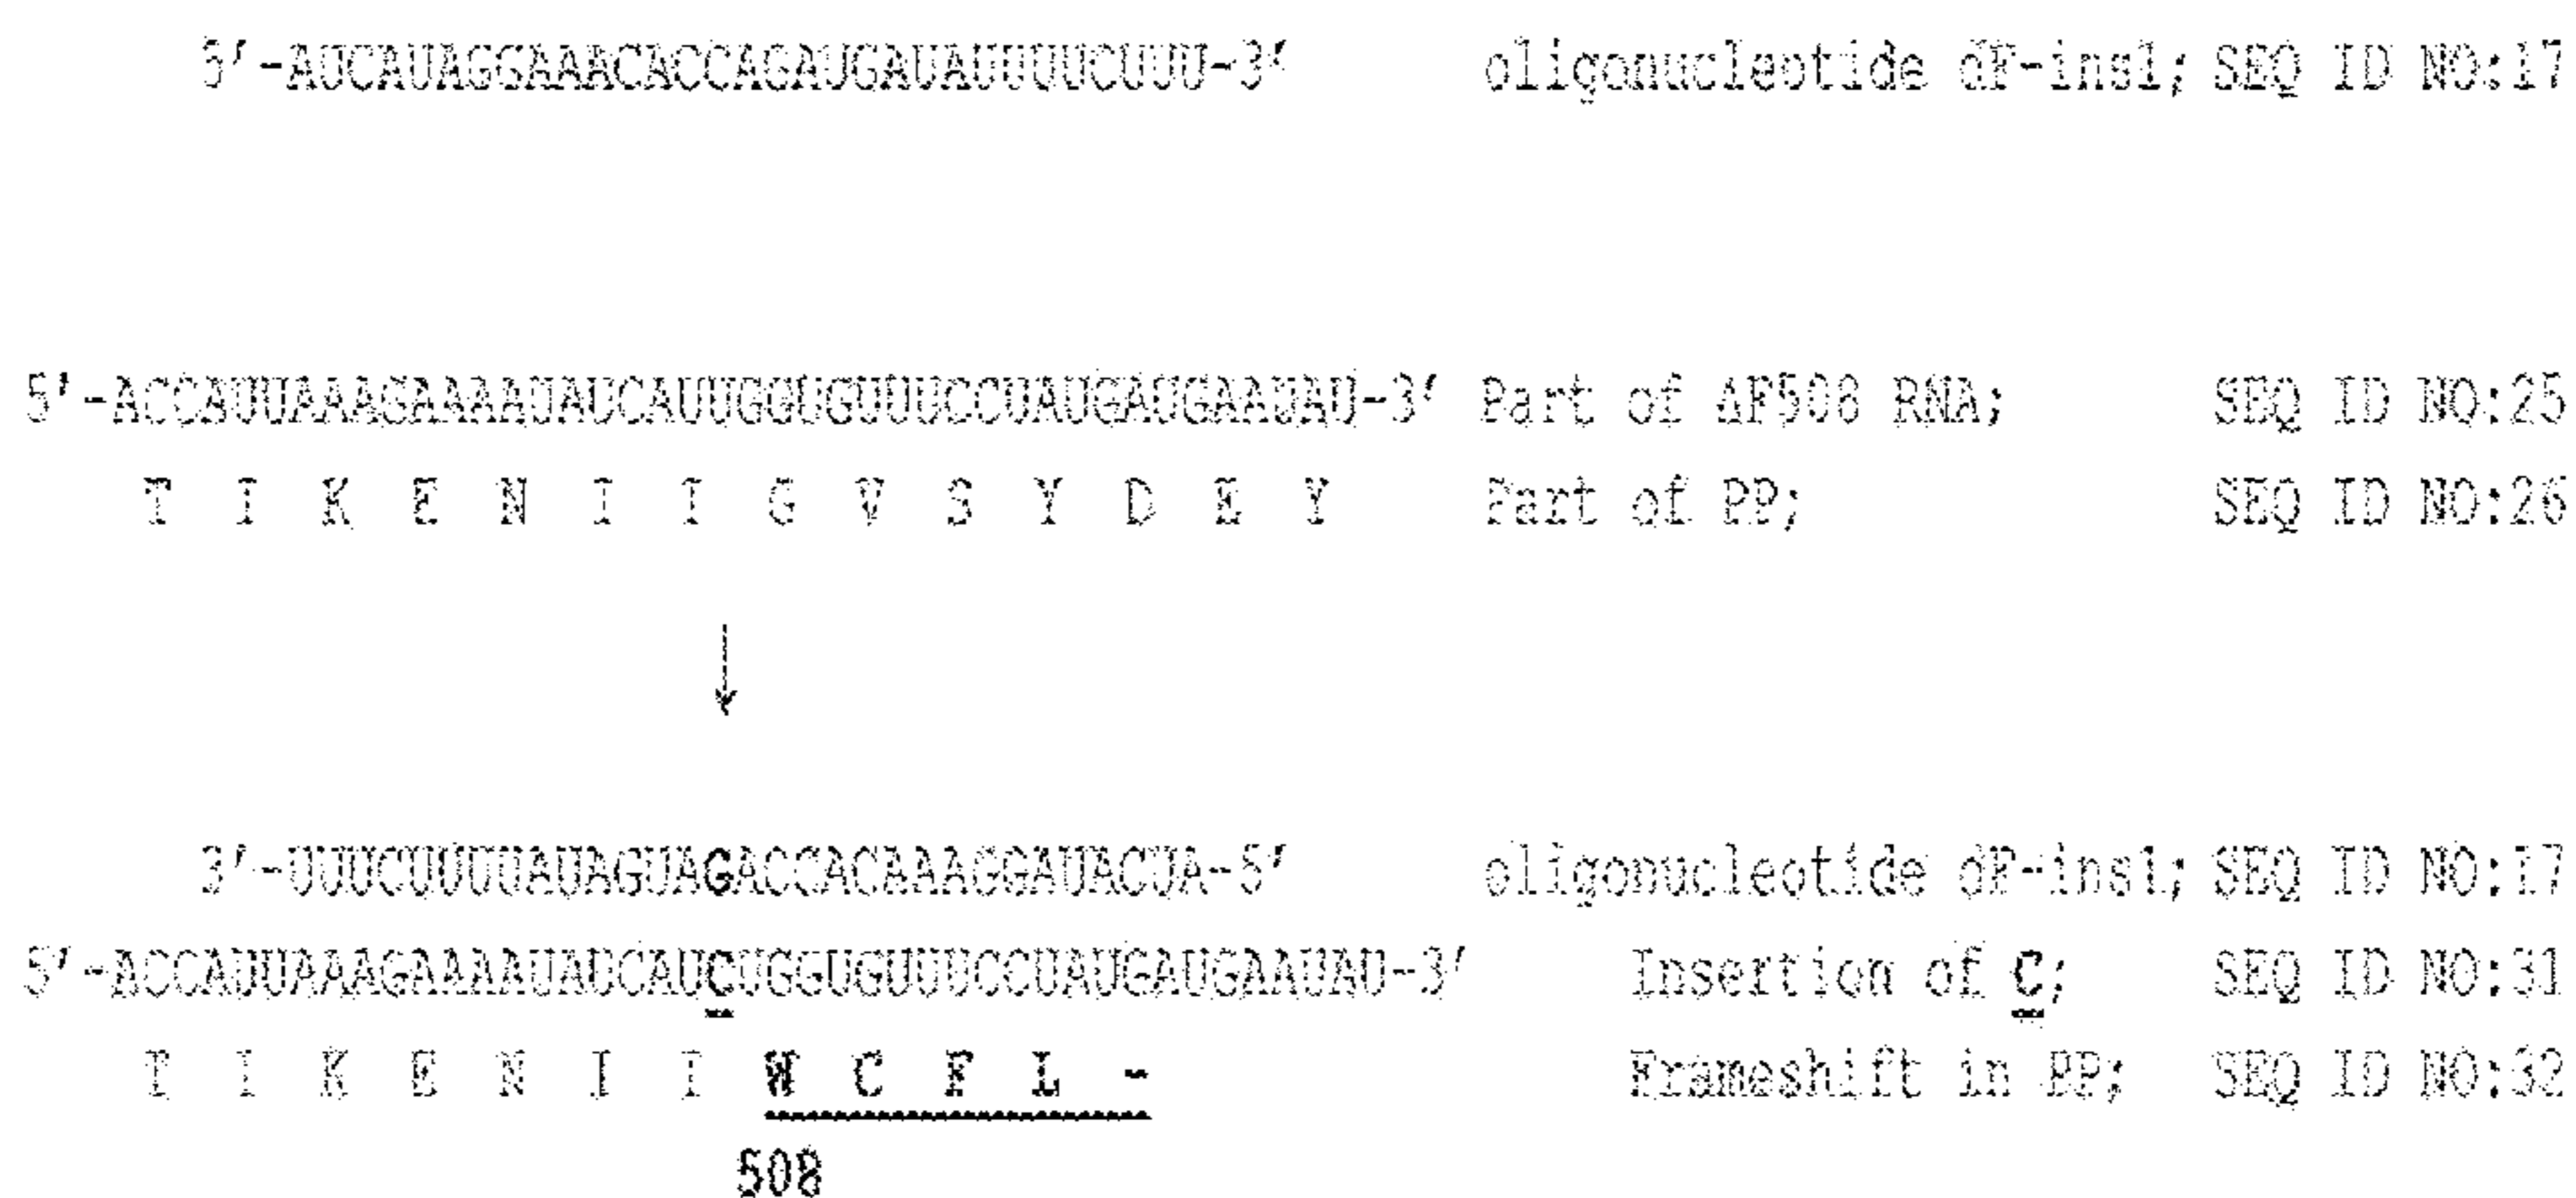 5'-AUCAUAGGAAACACCAGAUGAUAUUUUCUUU-3' oligonucleotide dF-ins1; SEQ ID NO:17
5'-ACCAUUAAAGAAAAUAUCAUUGGUGUUUCCUAUGAUGAAUAU-3' Part of ΔF508 RNA; SEQ ID NO:25
T I K E N I I G V S Y D E Y Part of PP; SEQ ID NO:26
3'-UUUCUUUUAUAGUAGACCACAAAGGAUACUA-5' oligonucleotide dF-ins1; SEQ ID NO:17
5'-ACCAUUAAAGAAAAUAUCAUCUGGUGUUUCCUAUGAUGAAUAU-3' Insertion of C; SEQ ID NO:31
T I K E N I I W C F L - Frameshift in PP; SEQ ID NO:32
508